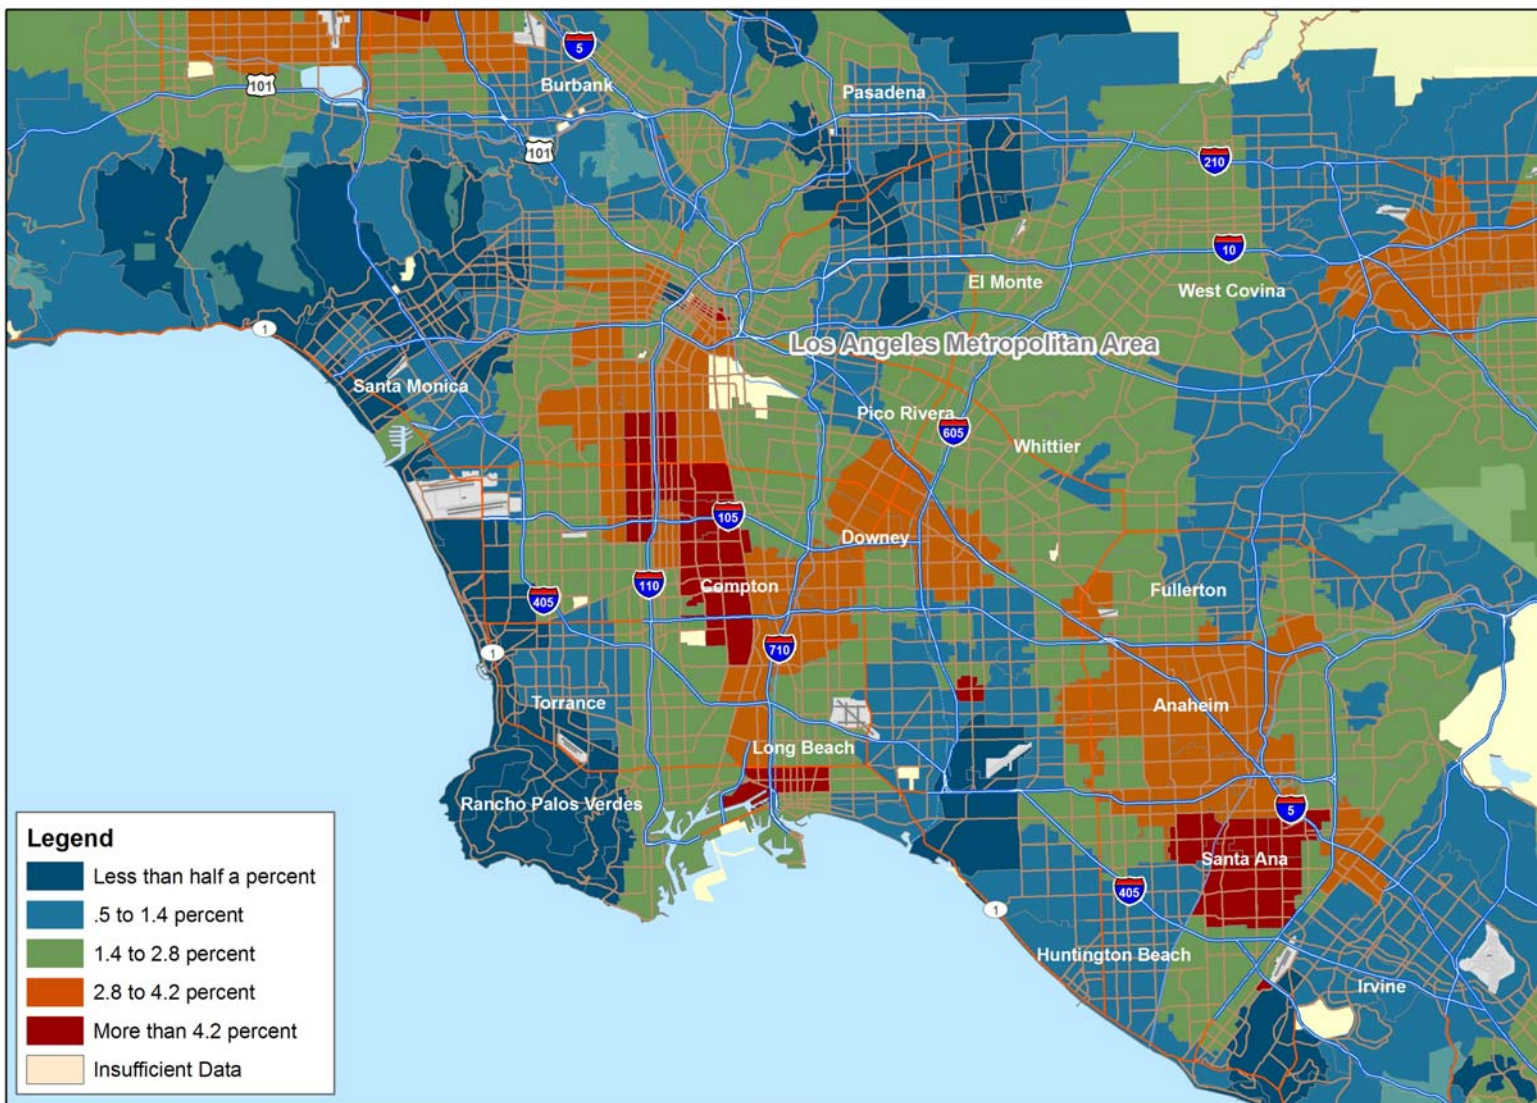 5
Burbank
Pasadena
101
101
210
10
El Monte
West Covina
1
Los Angeles Metropolitan Area
Santa Monica
Pico Rivera
605
Whittier
105
Downey
110
Compton
405
Fullerton
1
710
Torrance
Anaheim
Long Beach
Rancho Palos Verdes
5
Santa Ana
405
1
Huntington Beach
Irvine
Legend
Less than half a percent
.5 to 1.4 percent
1.4 to 2.8 percent
2.8 to 4.2 percent
More than 4.2 percent
Insufficient Data